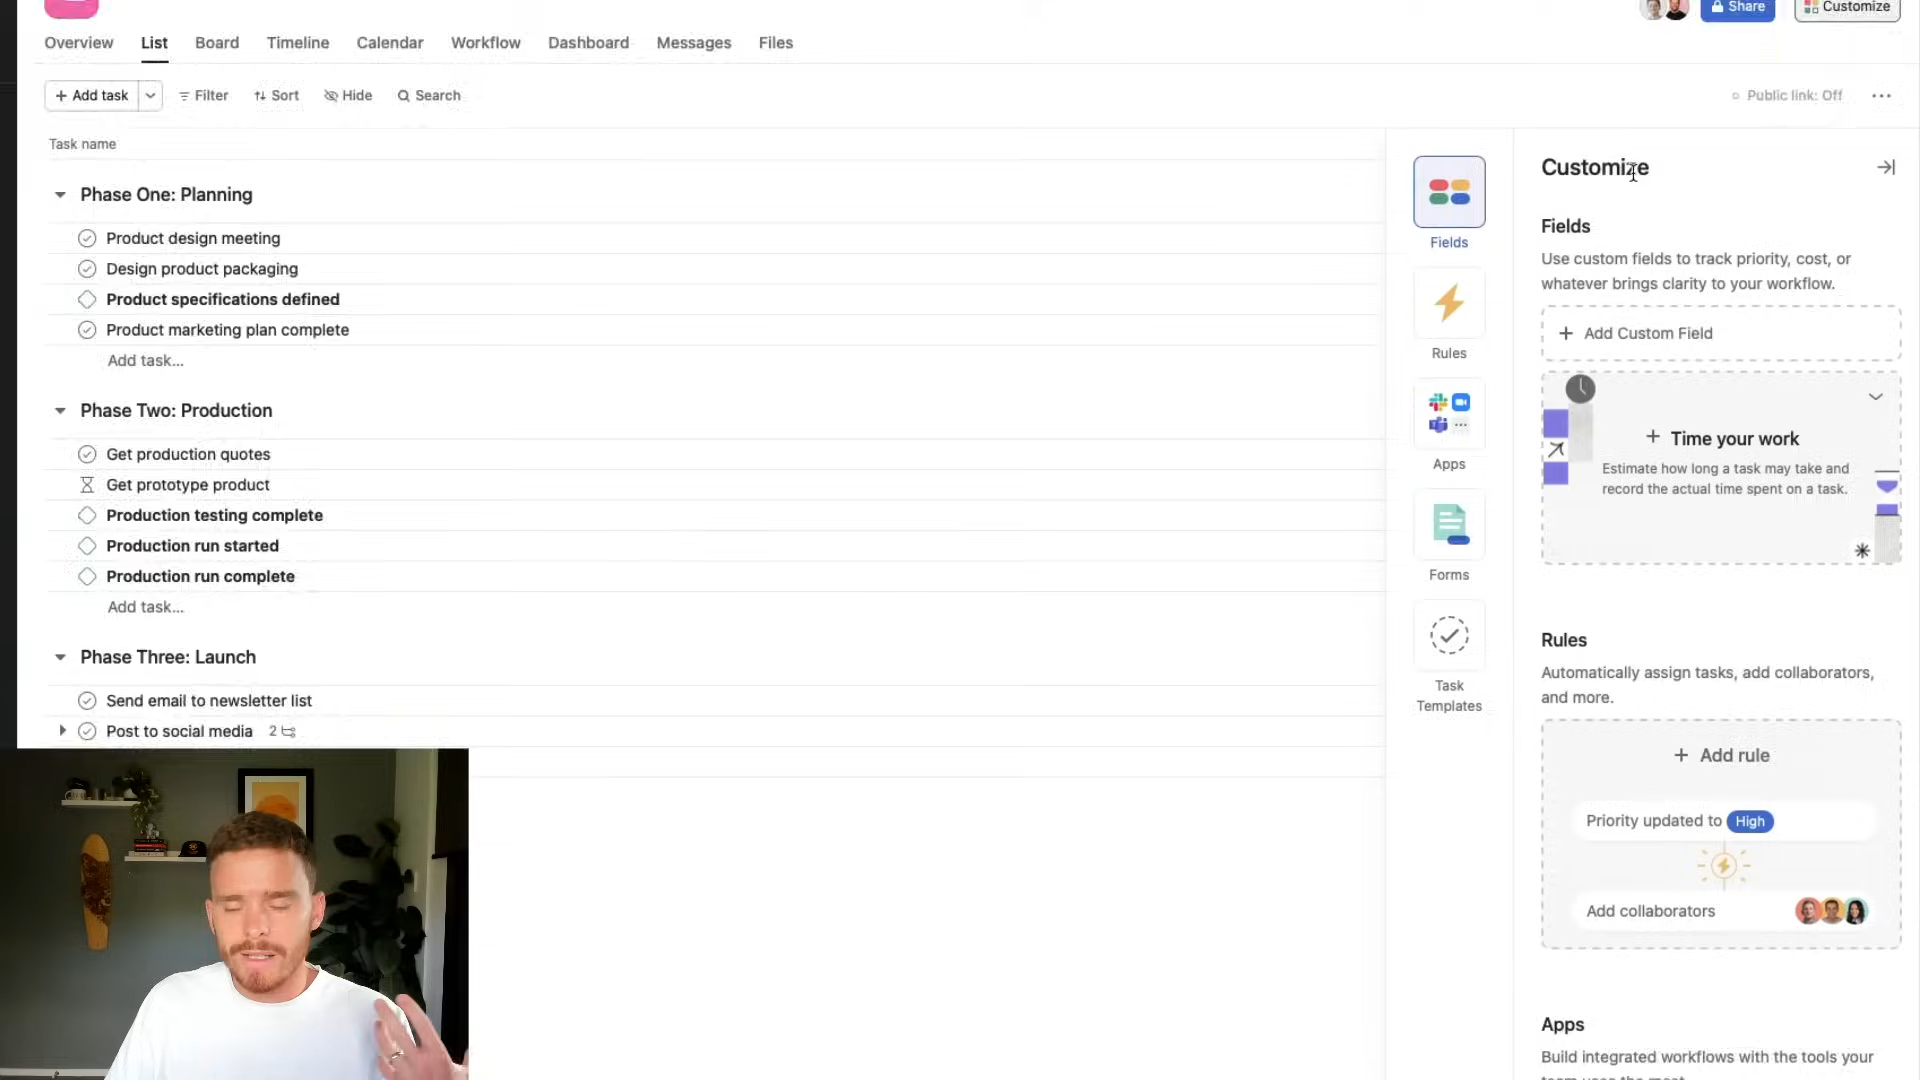 Share
Customize
Overview
List
Board
Timeline
Calendar
Workflow
Dashboard
Messages
Files
+ Add task
Filter
Sort
Hide
Search
Public link: Off
Task name
Phase One: Planning
Product design meeting
Design product packaging
Product specifications defined
Product marketing plan complete
Add task...
Phase Two: Production
Get production quotes
Get prototype product
Production testing complete
Production run started
Production run complete
Add task...
Phase Three: Launch
Send email to newsletter list
Post to social media 2
Fields
Rules
Apps
Forms
Task
Templates
Customize
Fields
Use custom fields to track priority, cost, or
whatever brings clarity to your workflow.
+ Add Custom Field
+ Time your work
Estimate how long a task may take and
record the actual time spent on a task.
Rules
Automatically assign tasks, add collaborators,
and more.
+ Add rule
Priority updated to High
Add collaborators
Apps
Build integrated workflows with the tools your